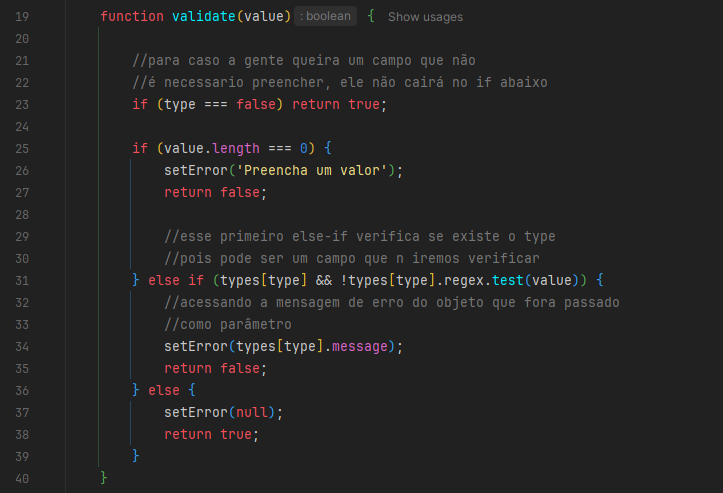 19 function validate(value) : boolean { Show usages
20
21 //para caso a gente queira um campo que não
22 //é necessario preencher, ele não cairá no if abaixo
23 if (type === false) return true;
24
25 if (value.length === 0) {
26 setError('Preencha um valor');
27 return false;
28
29 //esse primeiro else-if verifica se existe o type
30 //pois pode ser um campo que n iremos verificar
31 } else if (types[type] && !types[type].regex.test(value)) {
32 //acessando a mensagem de erro do objeto que fora passado
33 //como parâmetro
34 setError(types[type].message);
35 return false;
36 } else {
37 setError(null);
38 return true;
39 }
40 }